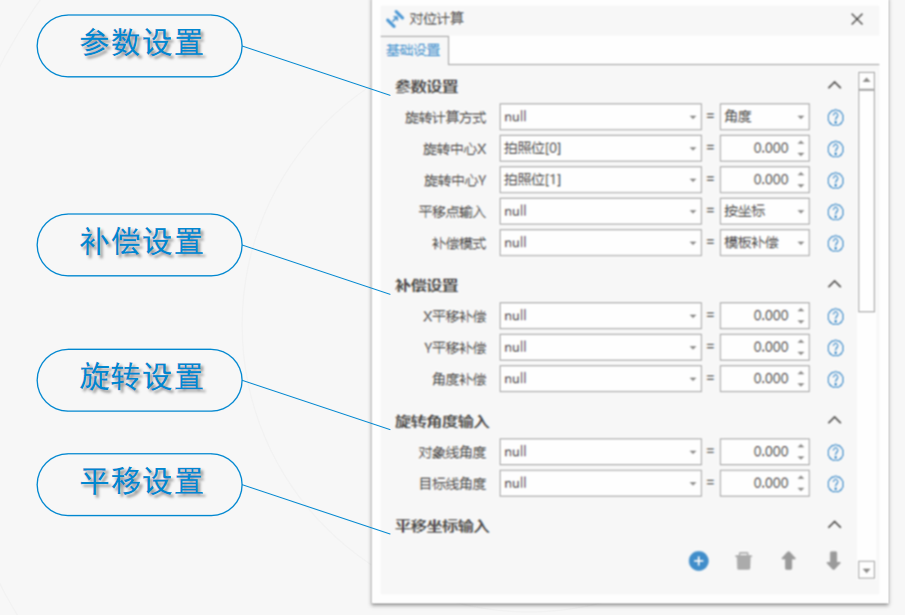 对位计算
基础设置
参数设置
参数设置
旋转计算方式 null = 角度
旋转中心X 拍照位[0] = 0.000
旋转中心Y 拍照位[1] = 0.000
平移点输入 null = 按坐标
补偿模式 null = 模板补偿
补偿设置
补偿设置
X平移补偿 null = 0.000
Y平移补偿 null = 0.000
角度补偿 null = 0.000
旋转设置
旋转角度输入
对象线角度 null = 0.000
目标线角度 null = 0.000
平移设置
平移坐标输入